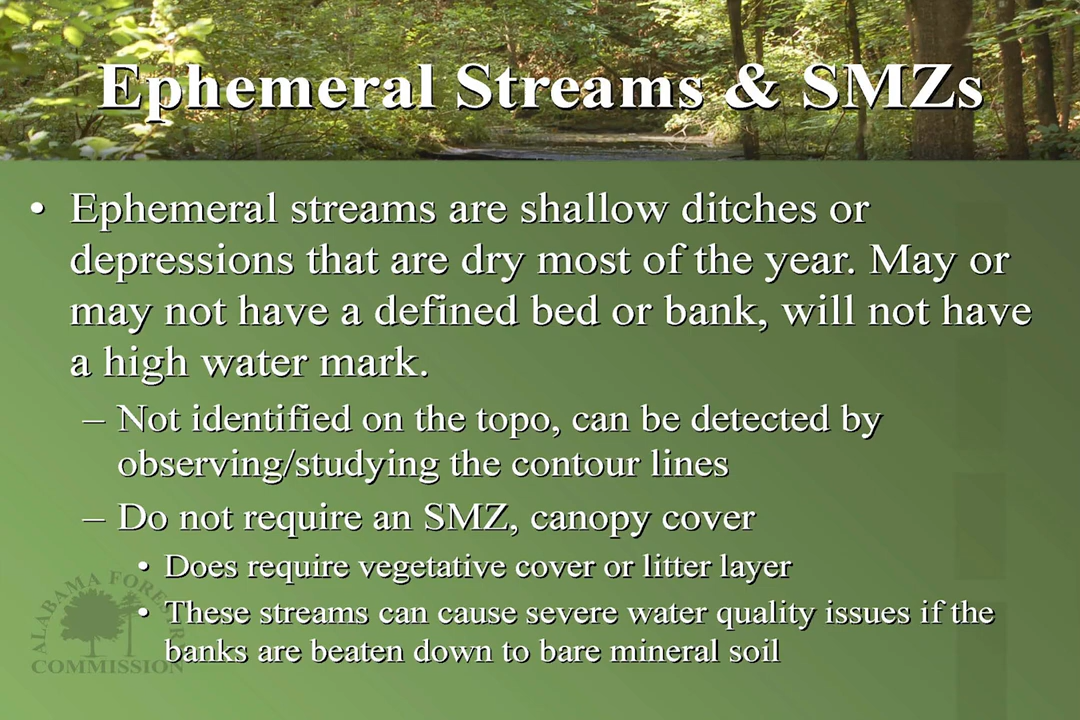 Ephemeral Streams & SMZs
• Ephemeral streams are shallow ditches or
depressions that are dry most of the year. May or
may not have a defined bed or bank, will not have
a high water mark.
– Not identified on the topo, can be detected by
observing/studying the contour lines
– Do not require an SMZ, canopy cover
• Does require vegetative cover or litter layer
• These streams can cause severe water quality issues if the
banks are beaten down to bare mineral soil
ALABAMA FORESTRY
COMMISSION